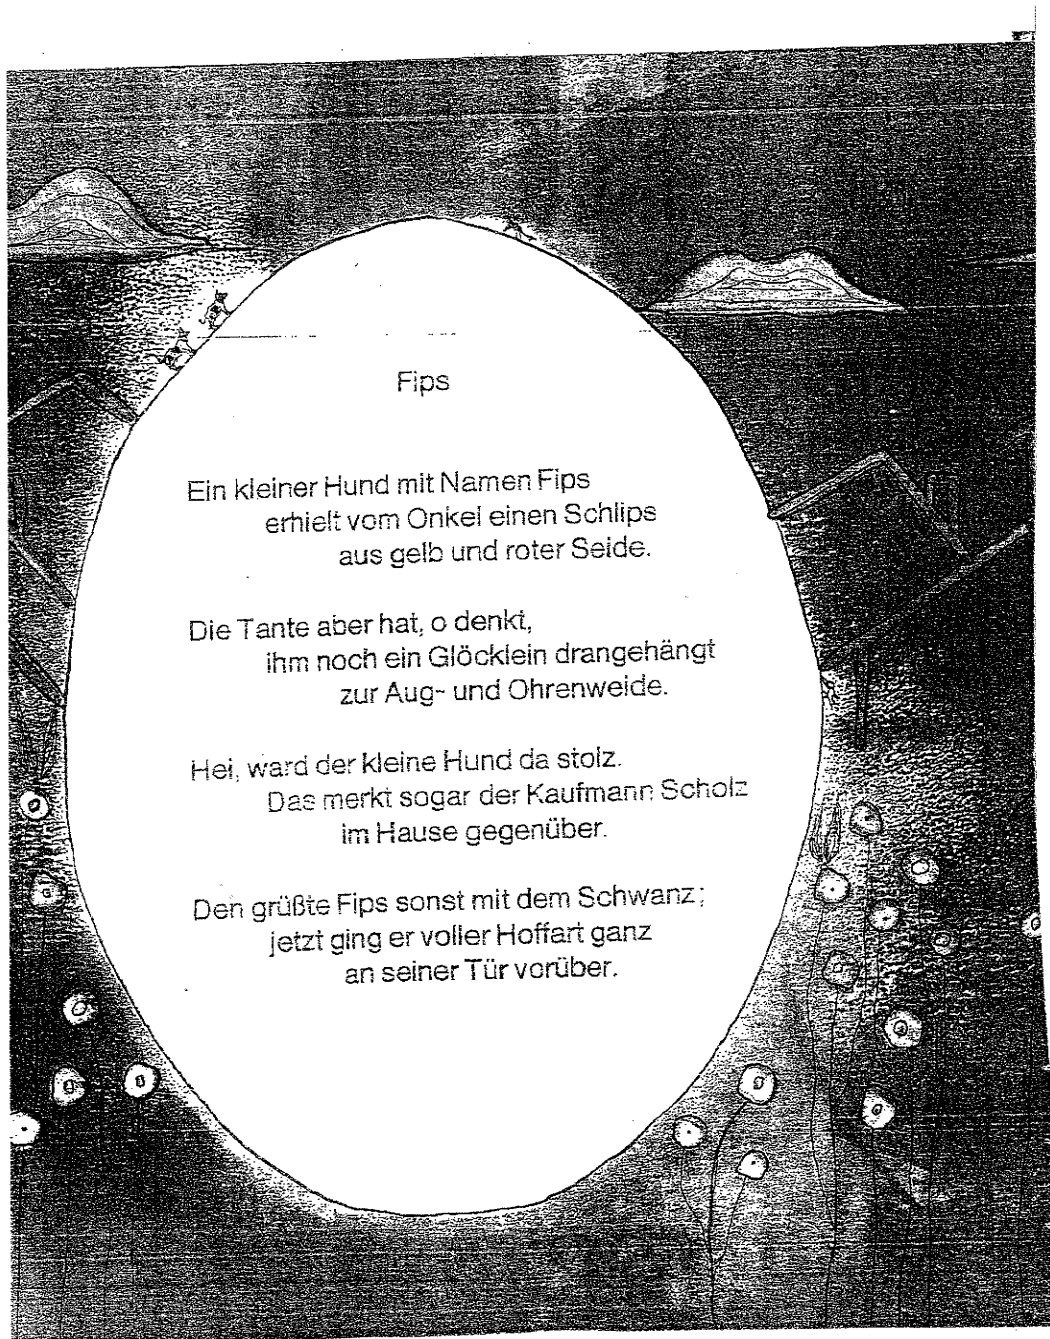 Fips
Ein kleiner Hund mit Namen Fips
erhielt vom Onkel einen Schlips
aus gelb und roter Seide.
Die Tante aber hat, o denkt,
ihm noch ein Glöcklein drangehängt
zur Aug- und Ohrenweide.
Hei, ward der kleine Hund da stolz.
Das merkt sogar der Kaufmann Scholz
im Hause gegenüber.
Den grüßte Fips sonst mit dem Schwanz;
jetzt ging er voller Hoffart ganz
an seiner Tür vorüber.